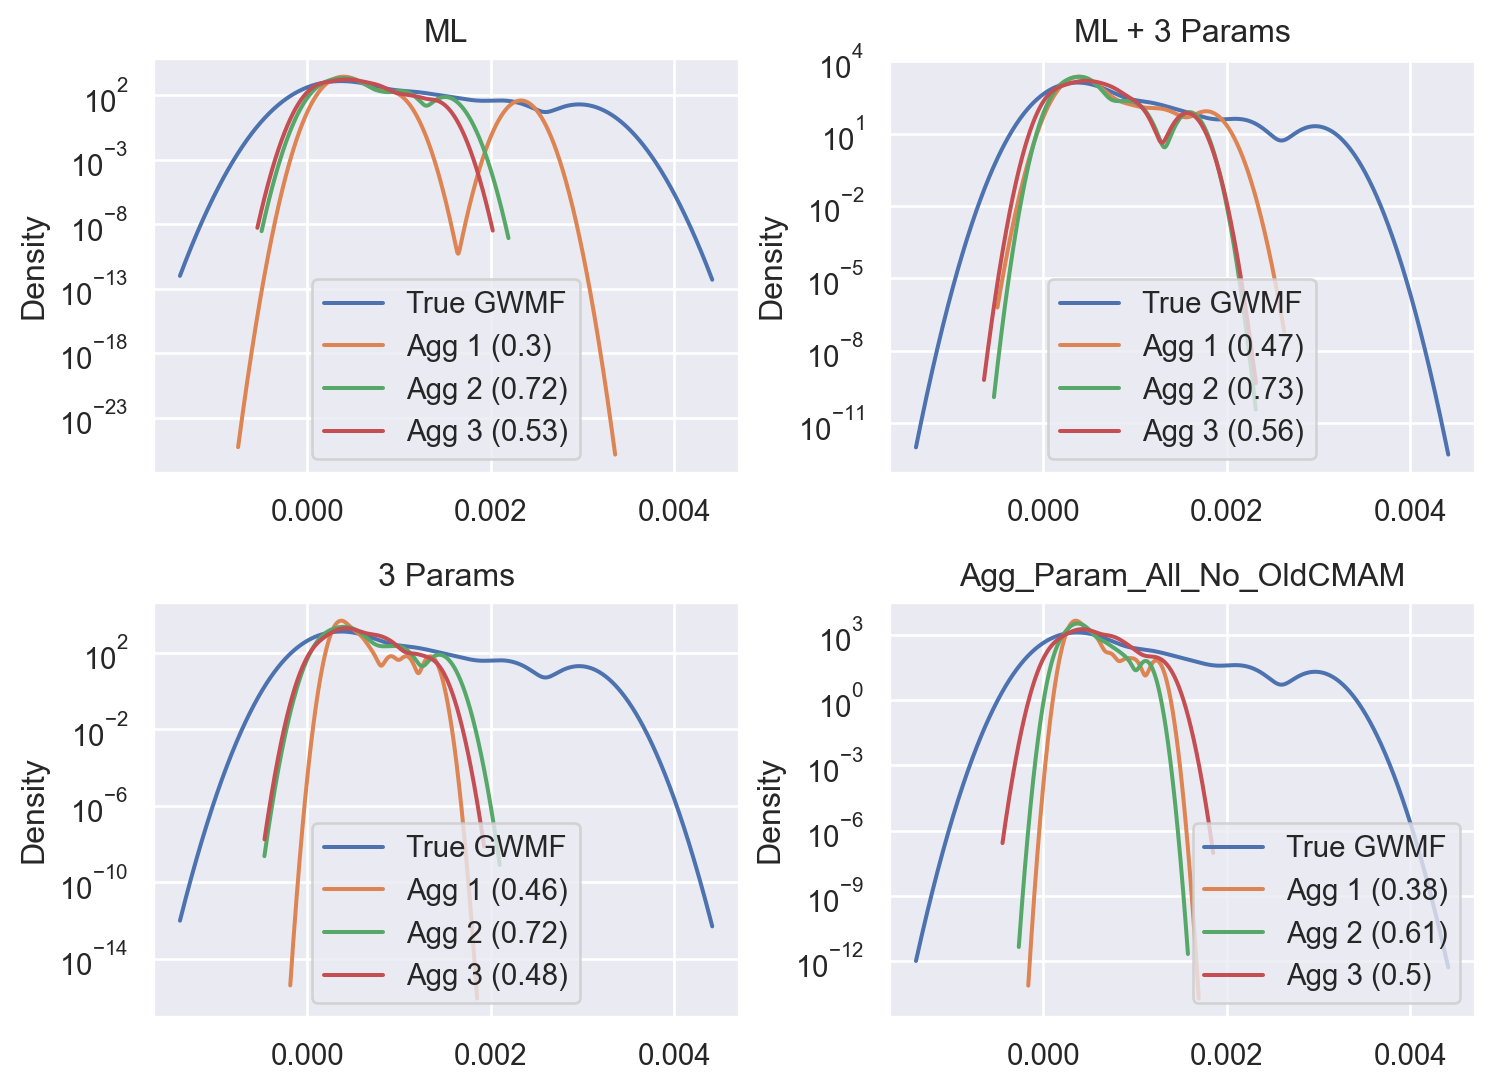 ML
Density
10^2
10^−3
10^−8
10^−13
10^−18
10^−23
True GWMF
Agg 1 (0.3)
Agg 2 (0.72)
Agg 3 (0.53)
0.000 0.002 0.004
ML + 3 Params
Density
10^4
10^1
10^−2
10^−5
10^−8
10^−11
True GWMF
Agg 1 (0.47)
Agg 2 (0.73)
Agg 3 (0.56)
0.000 0.002 0.004
3 Params
Density
10^2
10^−2
10^−6
10^−10
10^−14
True GWMF
Agg 1 (0.46)
Agg 2 (0.72)
Agg 3 (0.48)
0.000 0.002 0.004
Agg_Param_All_No_OldCMAM
Density
10^3
10^0
10^−3
10^−6
10^−9
10^−12
True GWMF
Agg 1 (0.38)
Agg 2 (0.61)
Agg 3 (0.5)
0.000 0.002 0.004